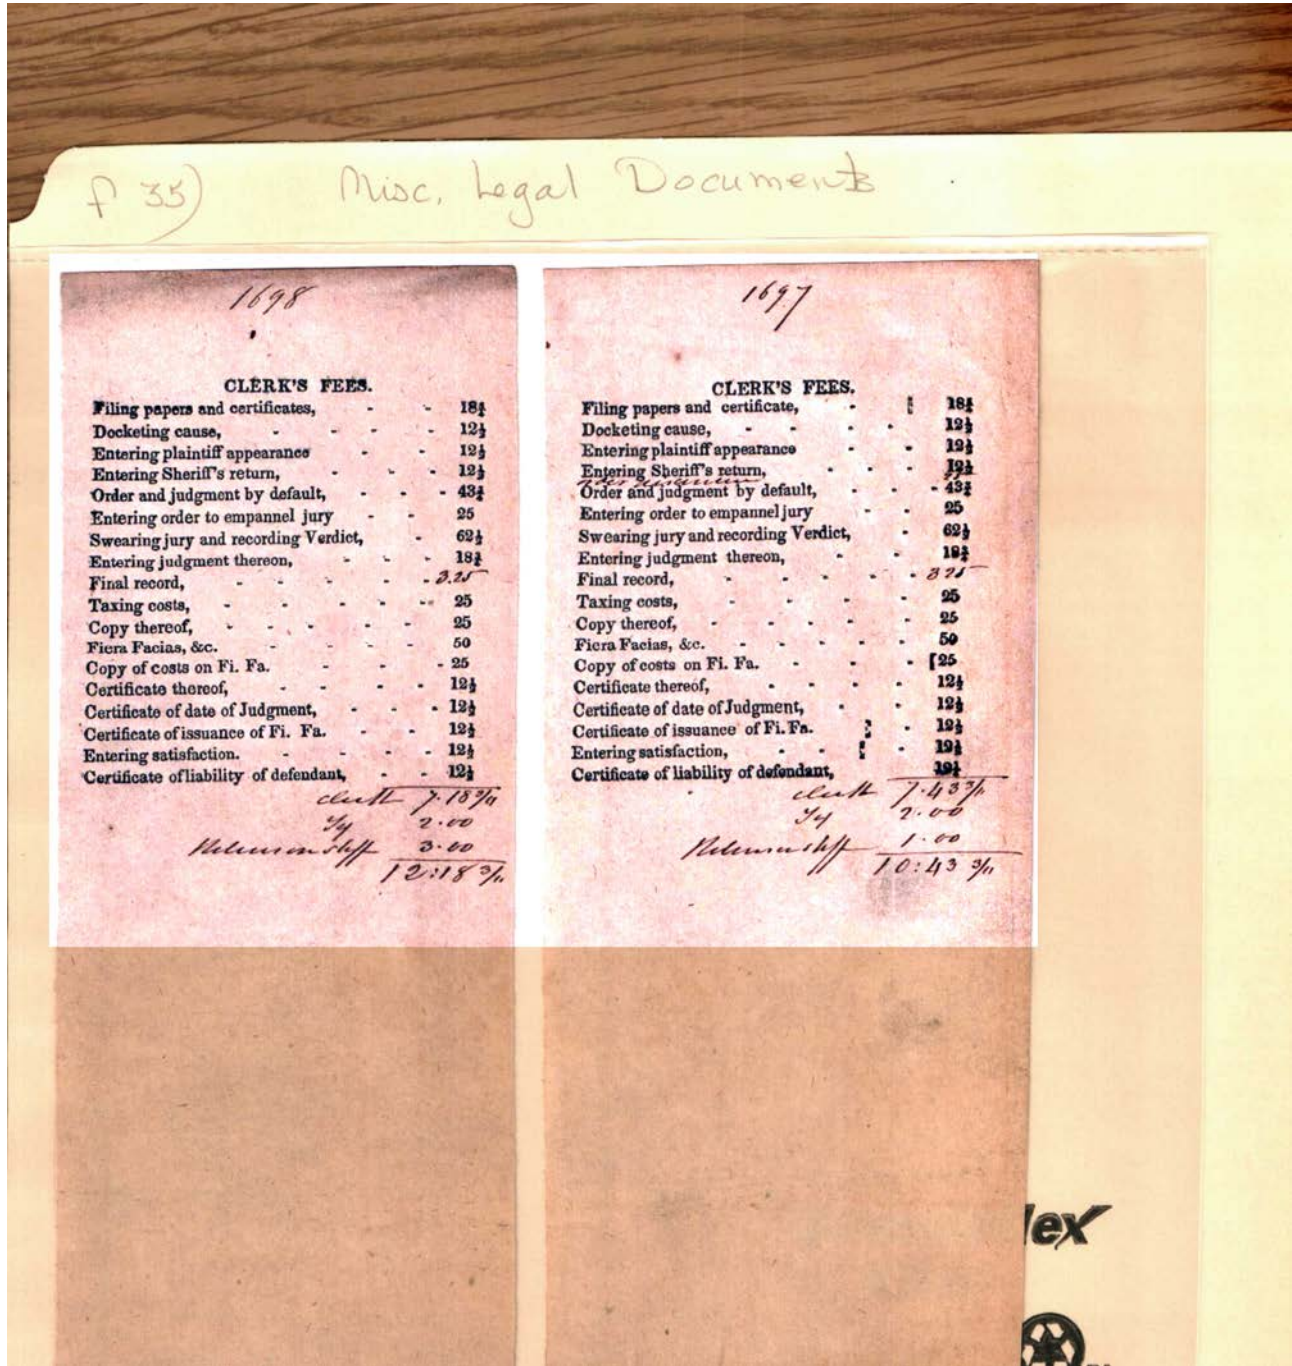 f 35) Misc. Legal Documents
1698
CLERK'S FEES.
Filing papers and certificates, - - 18¾
Docketing cause, - - - - 12½
Entering plaintiff appearance - - 12½
Entering Sheriff's return, - - - 12½
Order and judgment by default, - - 43¾
Entering order to empannel jury - - 25
Swearing jury and recording Verdict, - 62½
Entering judgment thereon, - - - 18¾
Final record, - - - - - 3.25
Taxing costs, - - - - - 25
Copy thereof, - - - - - 25
Fiera Facias, &c. - - - - 50
Copy of costs on Fi. Fa. - - - 25
Certificate thereof, - - - - 12½
Certificate of date of Judgment, - - - 12½
Certificate of issuance of Fi. Fa. - - 12½
Entering satisfaction. - - - - 12½
Certificate of liability of defendant, - - 12½
7.18
2.00
3.00
12:18
1697
CLERK'S FEES.
Filing papers and certificate, - 18¾
Docketing cause, - - - - - 12½
Entering plaintiff appearance - - 12½
Entering Sheriff's return, - - - 12½
Order and judgment by default, - - - 43¾
Entering order to empannel jury - - 25
Swearing jury and recording Verdict, - 62½
Entering judgment thereon, - - 18¾
Final record, - - - - - 3 25
Taxing costs, - - - - 25
Copy thereof, - - - - 25
Fiera Facias, &c. - - - - - 50
Copy of costs on Fi. Fa. - - - 25
Certificate thereof, - - - - 12½
Certificate of date of Judgment, - - - 12½
Certificate of issuance of Fi. Fa. - 12½
Entering satisfaction, - - - 12½
Certificate of liability of defendant, 12½
7.43
2.00
1.00
10:43
lex